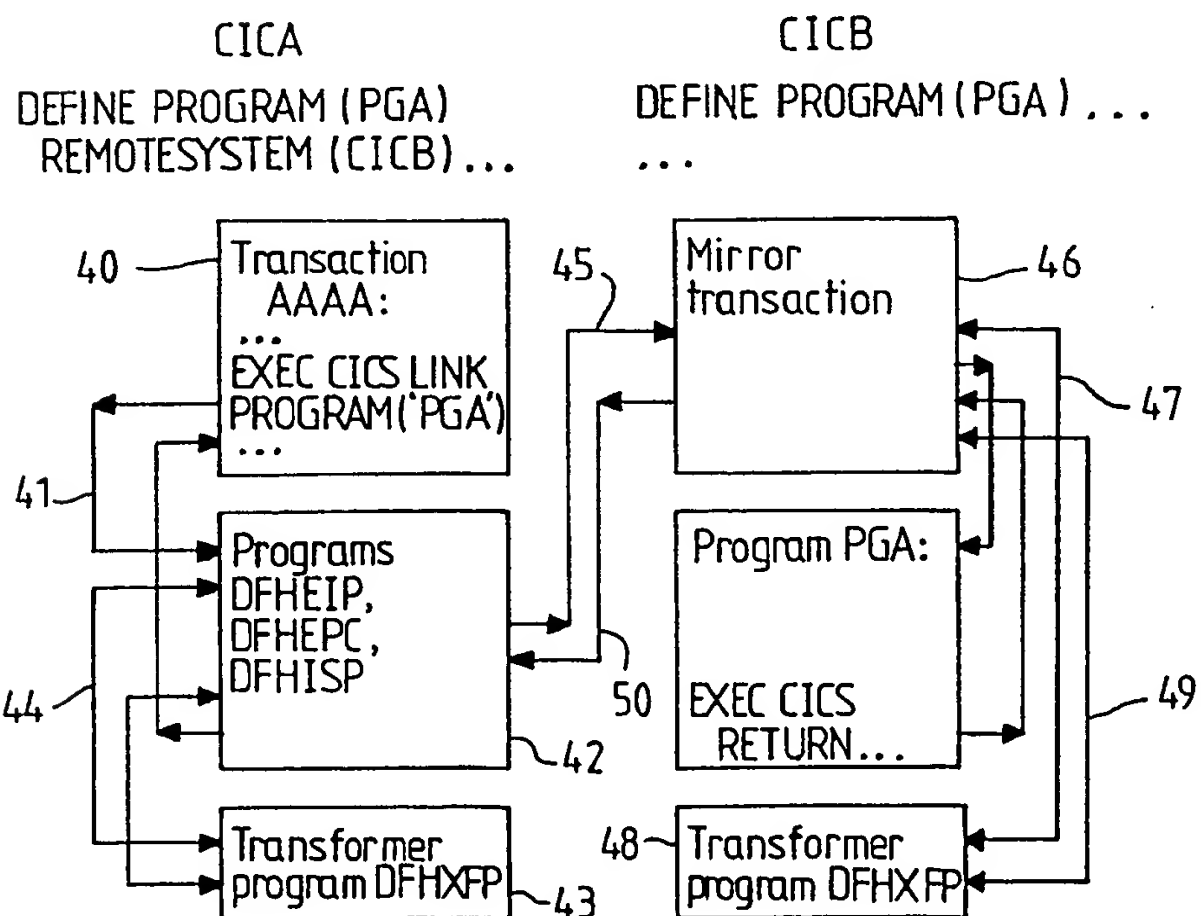 CICA
DEFINE PROGRAM (PGA)
REMOTESYSTEM (CICB) ...
CICB
DEFINE PROGRAM (PGA) ...
...
40
Transaction
AAAA:
...
EXEC CICS LINK
PROGRAM('PGA')
...
41
Programs
DFHEIP,
DFHEPC,
DFHISP
42
44
Transformer
program DFHXFP
43
45
50
Mirror
transaction
46
47
Program PGA:
EXEC CICS
RETURN...
49
48
Transformer
program DFHXFP